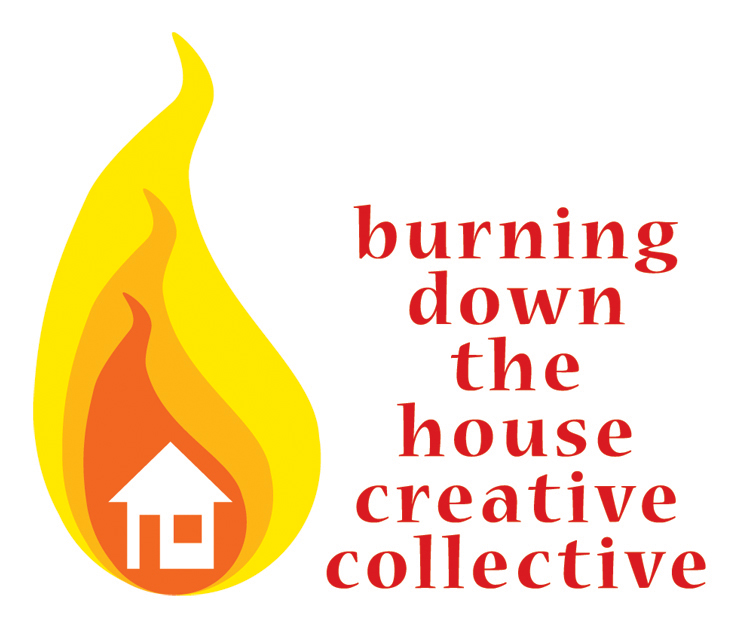 burning
down
the
house
creative
collective